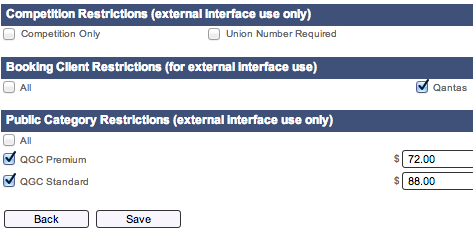 Competition Restrictions (external interface use only)
Competition Only Union Number Required
Booking Client Restrictions (for external interface use)
All Qantas
Public Category Restrictions (external interface use only)
All
QGC Premium $ 72.00
QGC Standard $ 88.00
Back Save